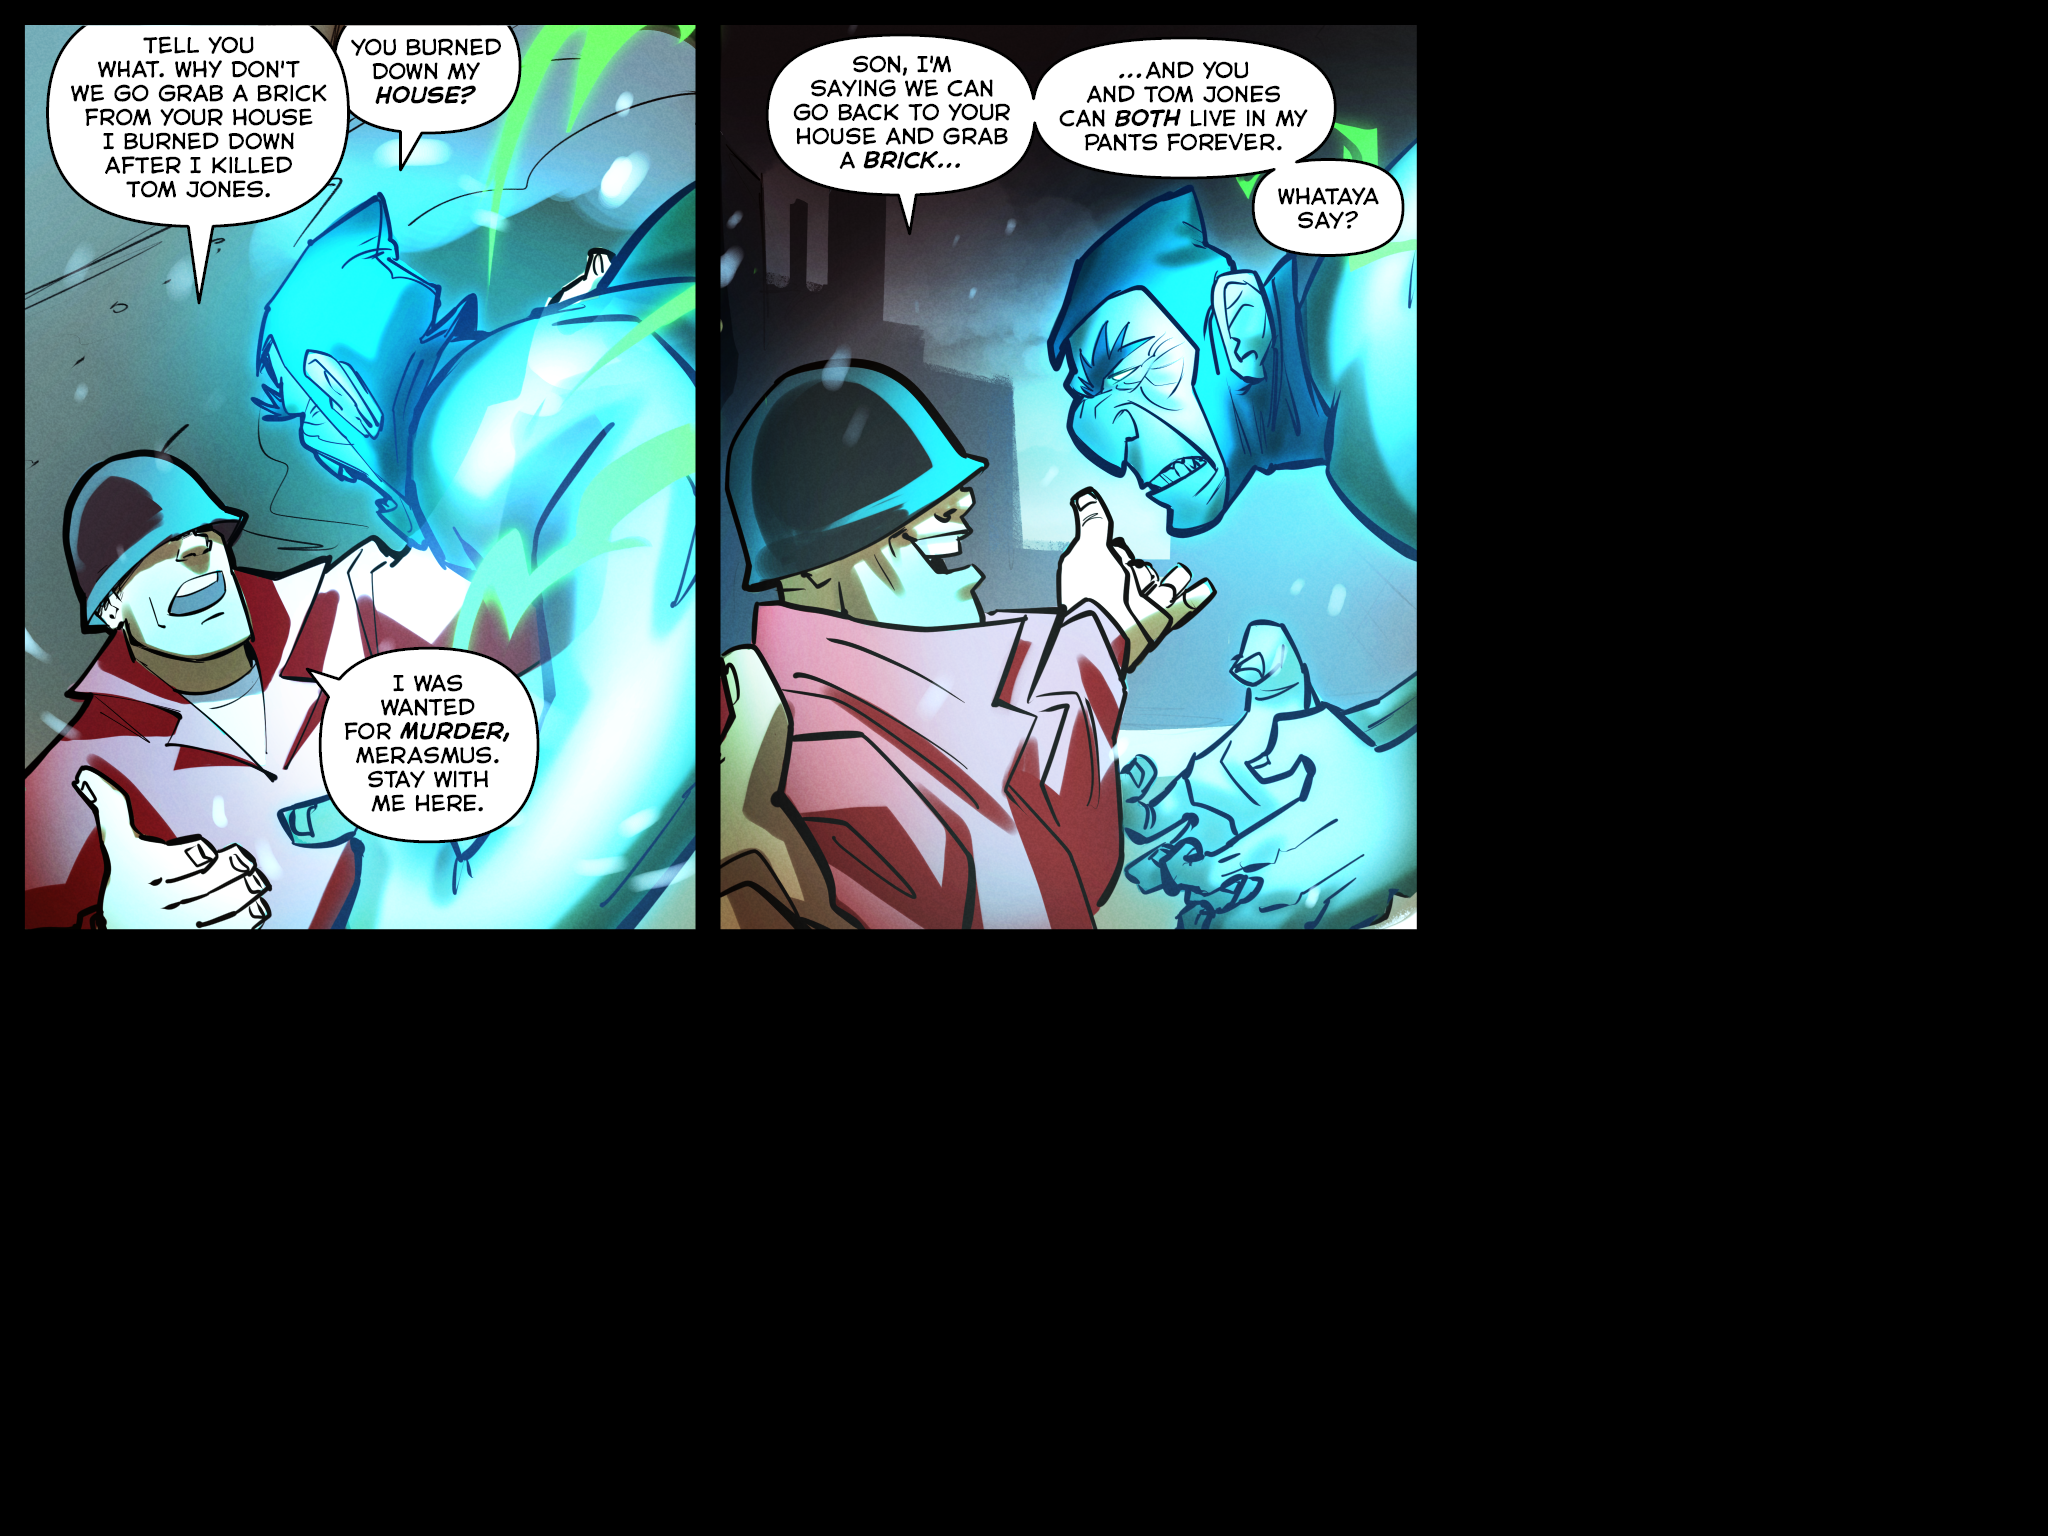 TELL YOU
WHAT. WHY DON'T
WE GO GRAB A BRICK
FROM YOUR HOUSE
I BURNED DOWN
AFTER I KILLED
TOM JONES.
YOU BURNED
DOWN MY
HOUSE?
I WAS
WANTED
FOR MURDER,
MERASMUS.
STAY WITH
ME HERE.
SON, I'M
SAYING WE CAN
GO BACK TO YOUR
HOUSE AND GRAB
A BRICK...
...AND YOU
AND TOM JONES
CAN BOTH LIVE IN MY
PANTS FOREVER.
WHATAYA
SAY?